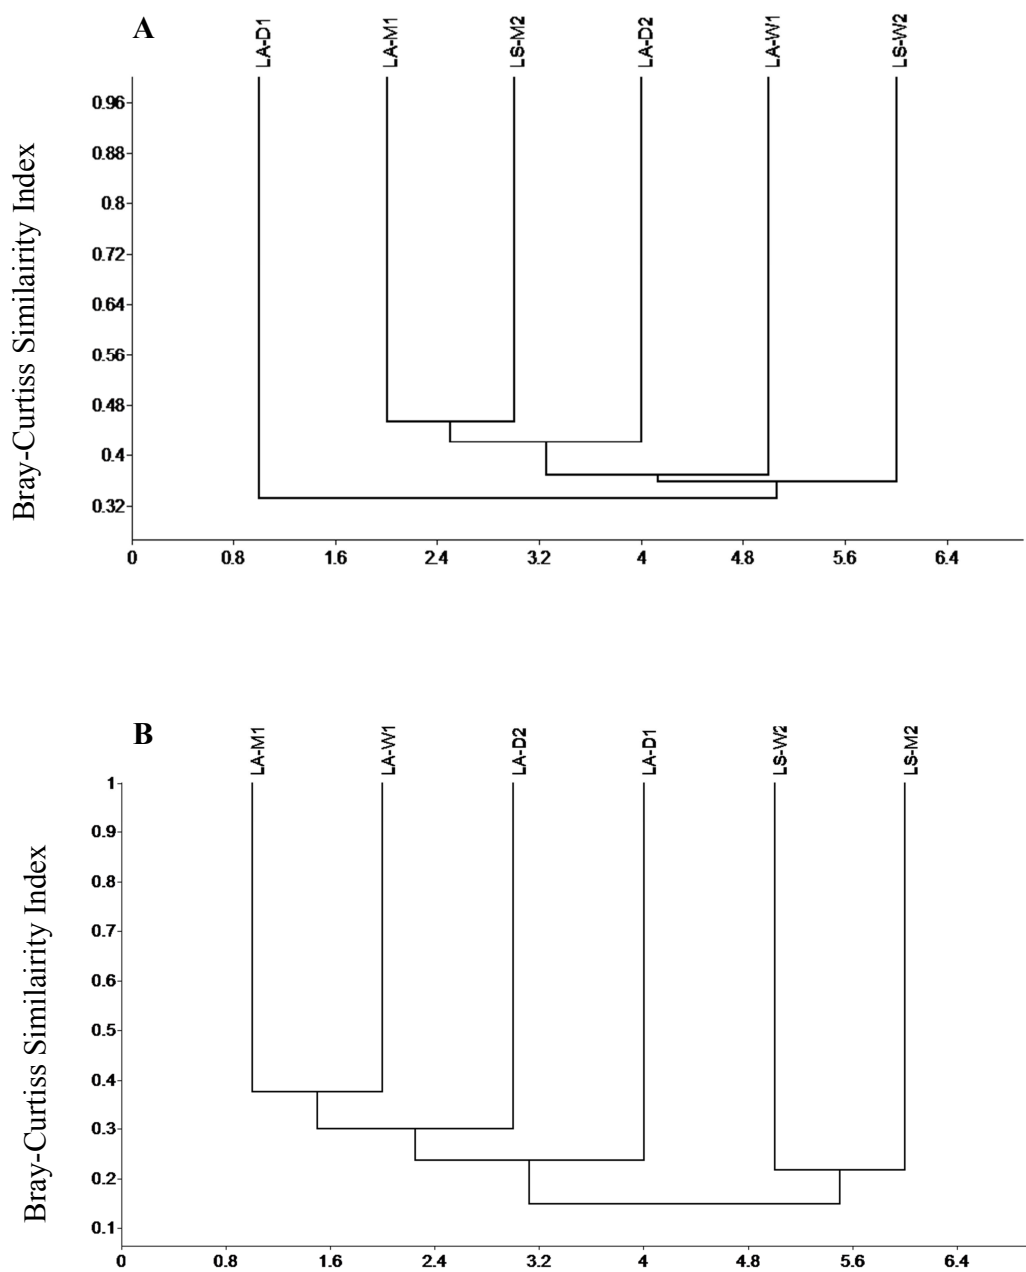 A
LA-D1
LA-M1
LS-M2
LA-D2
LA-W1
LS-W2
Bray-Curtiss Similairity Index
0.96
0.88
0.8
0.72
0.64
0.56
0.48
0.4
0.32
0 0.8 1.6 2.4 3.2 4 4.8 5.6 6.4
B
LA-M1
LA-W1
LA-D2
LA-D1
LS-W2
LS-M2
Bray-Curtiss Similairity Index
1
0.9
0.8
0.7
0.6
0.5
0.4
0.3
0.2
0.1
0 0.8 1.6 2.4 3.2 4 4.8 5.6 6.4